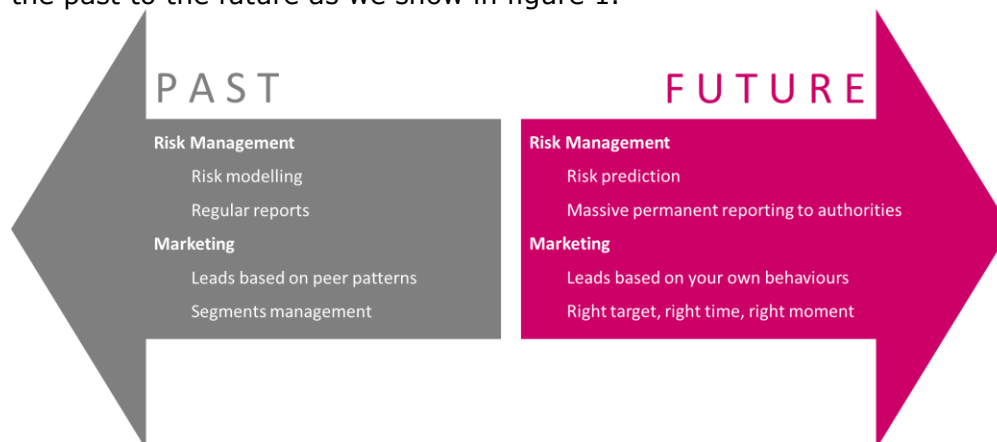 the past to the future as we show in figure 1.
PAST
Risk Management
Risk modelling
Regular reports
Marketing
Leads based on peer patterns
Segments management
FUTURE
Risk Management
Risk prediction
Massive permanent reporting to authorities
Marketing
Leads based on your own behaviours
Right target, right time, right moment